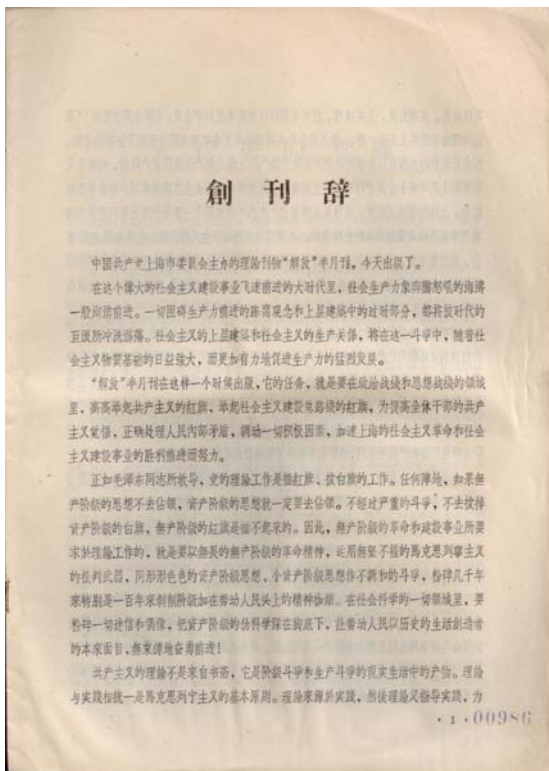 創刊辞
中国共产党上海市委員会主办的理論刊物“解放”半月刊，今天出版了。
在这个偉大的社会主义建設事业飞速前进的大时代里，社会生产力象奔騰怒吼的海濤
一般向前前进。一切阻碍生产力前进的陈腐观念和上层建筑中的过时部分，都将被时代的
巨浪所冲洗滌蕩。社会主义的上层建筑和社会主义的生产关係，将在这一斗爭中，随着社
会主义物質基础的日益强大，而更加有力地促进生产力的猛烈发展。
“解放”半月刊在这样一个时候出版，它的任务，就是要在政治战綫和思想战綫的領域
里，高高举起共产主义的紅旗，举起社会主义建設总路綫的紅旗，为提高全体干部的共产
主义觉悟，正确处理人民内部矛盾，調动一切积极因素，加速上海的社会主义革命和社会
主义建設事业的胜利前进而努力。
正如毛泽东同志所教导，党的理論工作是插紅旗、拔白旗的工作。任何陣地，如果無
产阶級的思想不去佔領，資产阶級的思想就一定要去佔領。不經过严重的斗爭，不去拔掉
資产阶級的白旗，無产阶級的紅旗是插不起来的。因此，無产阶級的革命和建設事业所要
求於理論工作的，就是要以無畏的無产阶級的革命精神，运用無坚不摧的馬克思列寧主义
的批判武器，同形形色色的資产阶級思想、小資产阶級思想作不調和的斗爭，粉碎几千年
来特別是一百年来剝削阶級加在劳动人民头上的精神枷鎖。在社会科学的一切領域里，要
粉碎一切迷信和偶像，把資产阶級的伪科学踩在脚底下，让劳动人民以历史的生活創造者
的本来面目，無束縛地奋勇前进！
共产主义的理論不是来自书斋，它是阶級斗爭和生产斗爭的現实生活中的产物。理論
与实践相統一是馬克思列宁主义的基本原則。理論来源於实践，然后理論又指导实践，为
· 1 · 00986